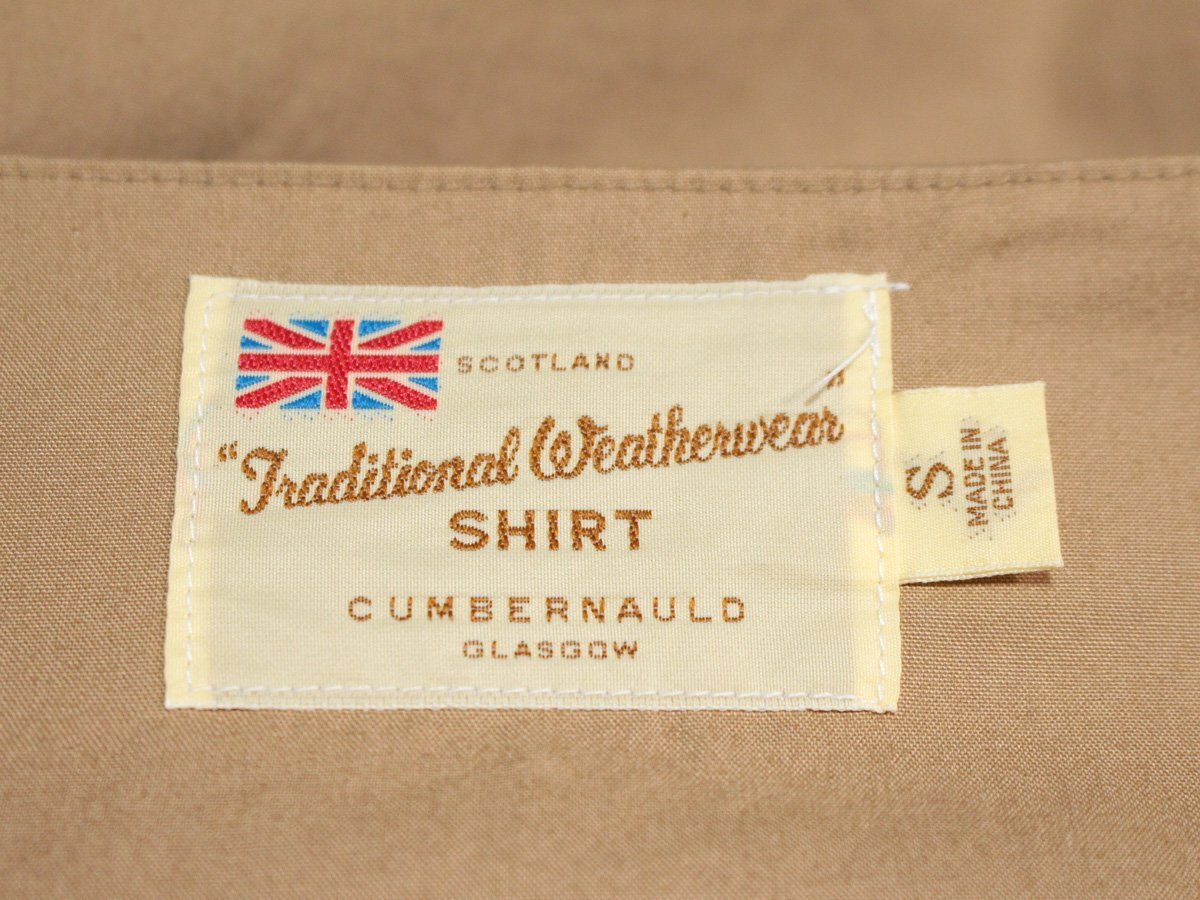 SCOTLAND
"Traditional Weatherwear"
SHIRT
CUMBERNAULD
GLASGOW
S
MADE IN
CHINA